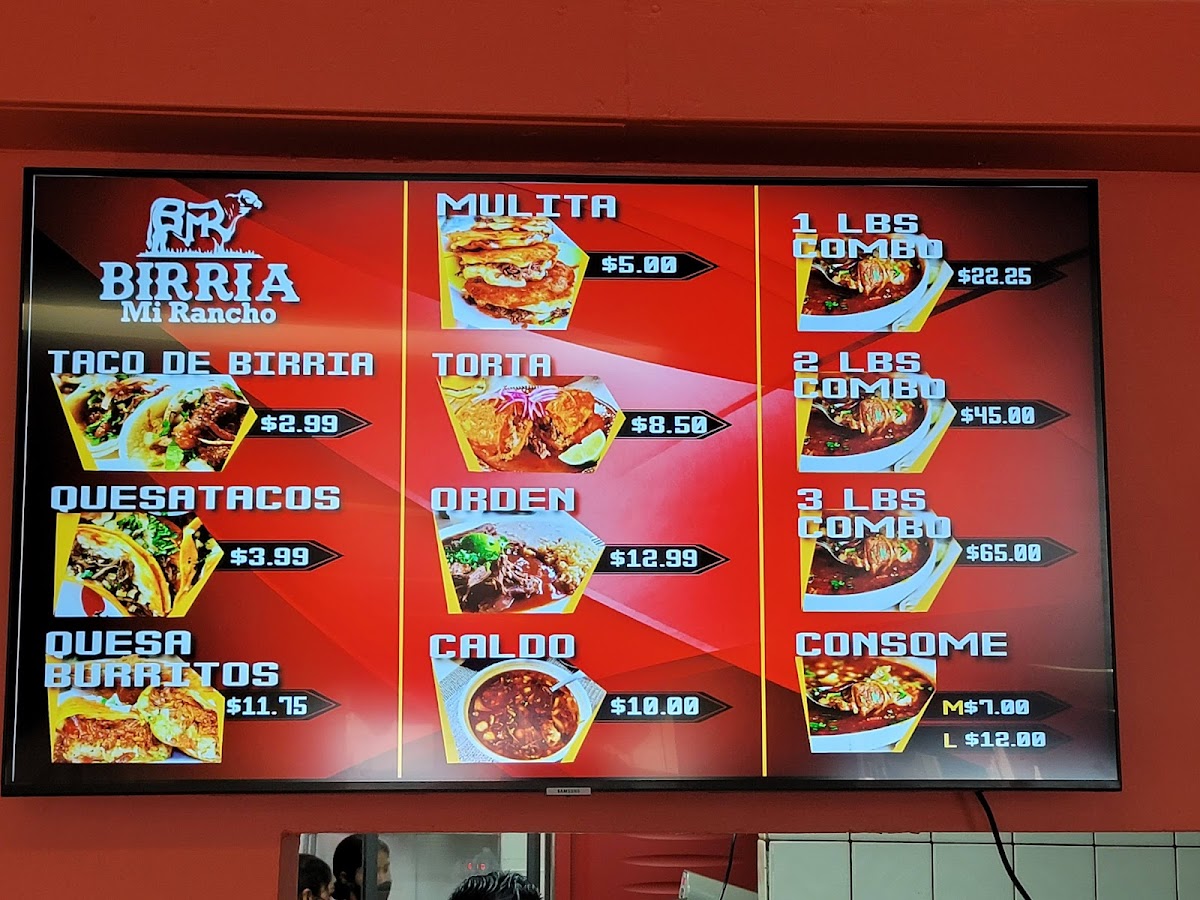 BMR
BIRRIA
Mi Rancho
TACO DE BIRRIA
$2.99
QUESATACOS
$3.99
QUESA
BURRITOS
$11.75
MULITA
$5.00
TORTA
$8.50
ORDEN
$12.99
CALDO
$10.00
1 LBS
COMBO
$22.25
2 LBS
COMBO
$45.00
3 LBS
COMBO
$65.00
CONSOME
M$7.00
L $12.00
SAMSUNG